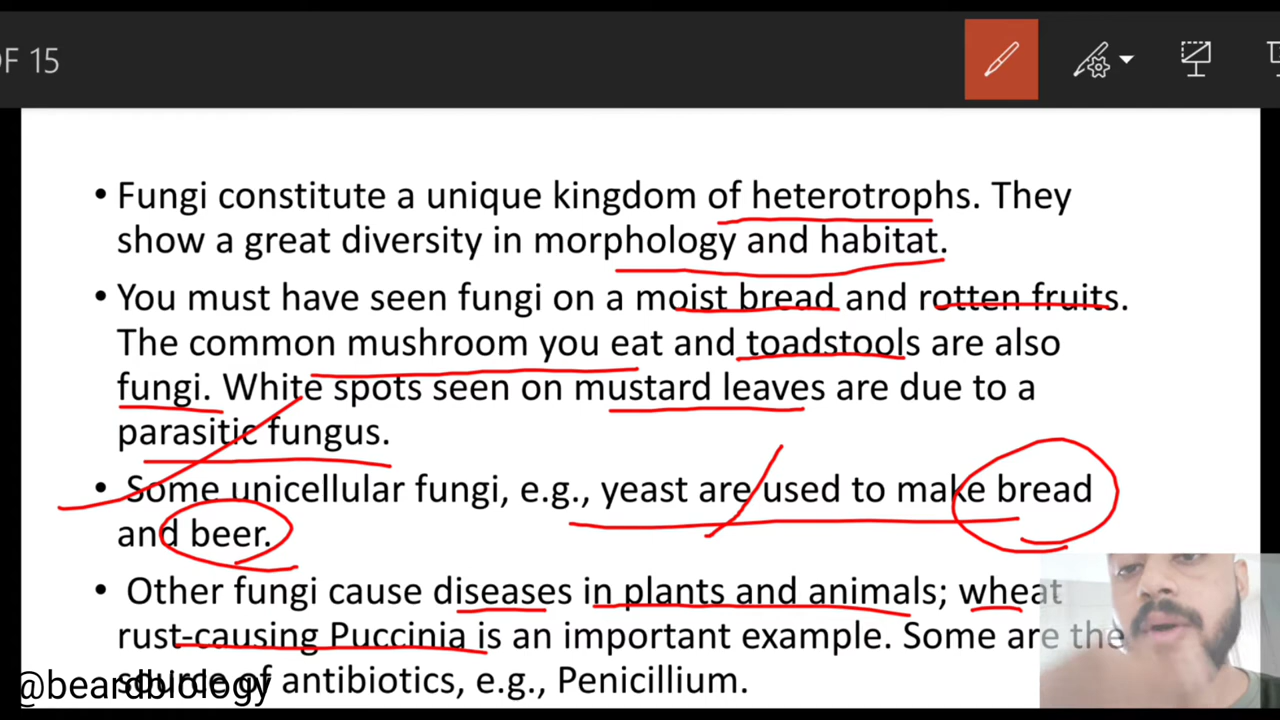 OF 15
• Fungi constitute a unique kingdom of heterotrophs. They
show a great diversity in morphology and habitat.
• You must have seen fungi on a moist bread and rotten fruits.
The common mushroom you eat and toadstools are also
fungi. White spots seen on mustard leaves are due to a
parasitic fungus.
• Some unicellular fungi, e.g., yeast are used to make bread
and beer.
• Other fungi cause diseases in plants and animals; wheat
rust-causing Puccinia is an important example. Some are the
source of antibiotics, e.g., Penicillium.
@beardbiology